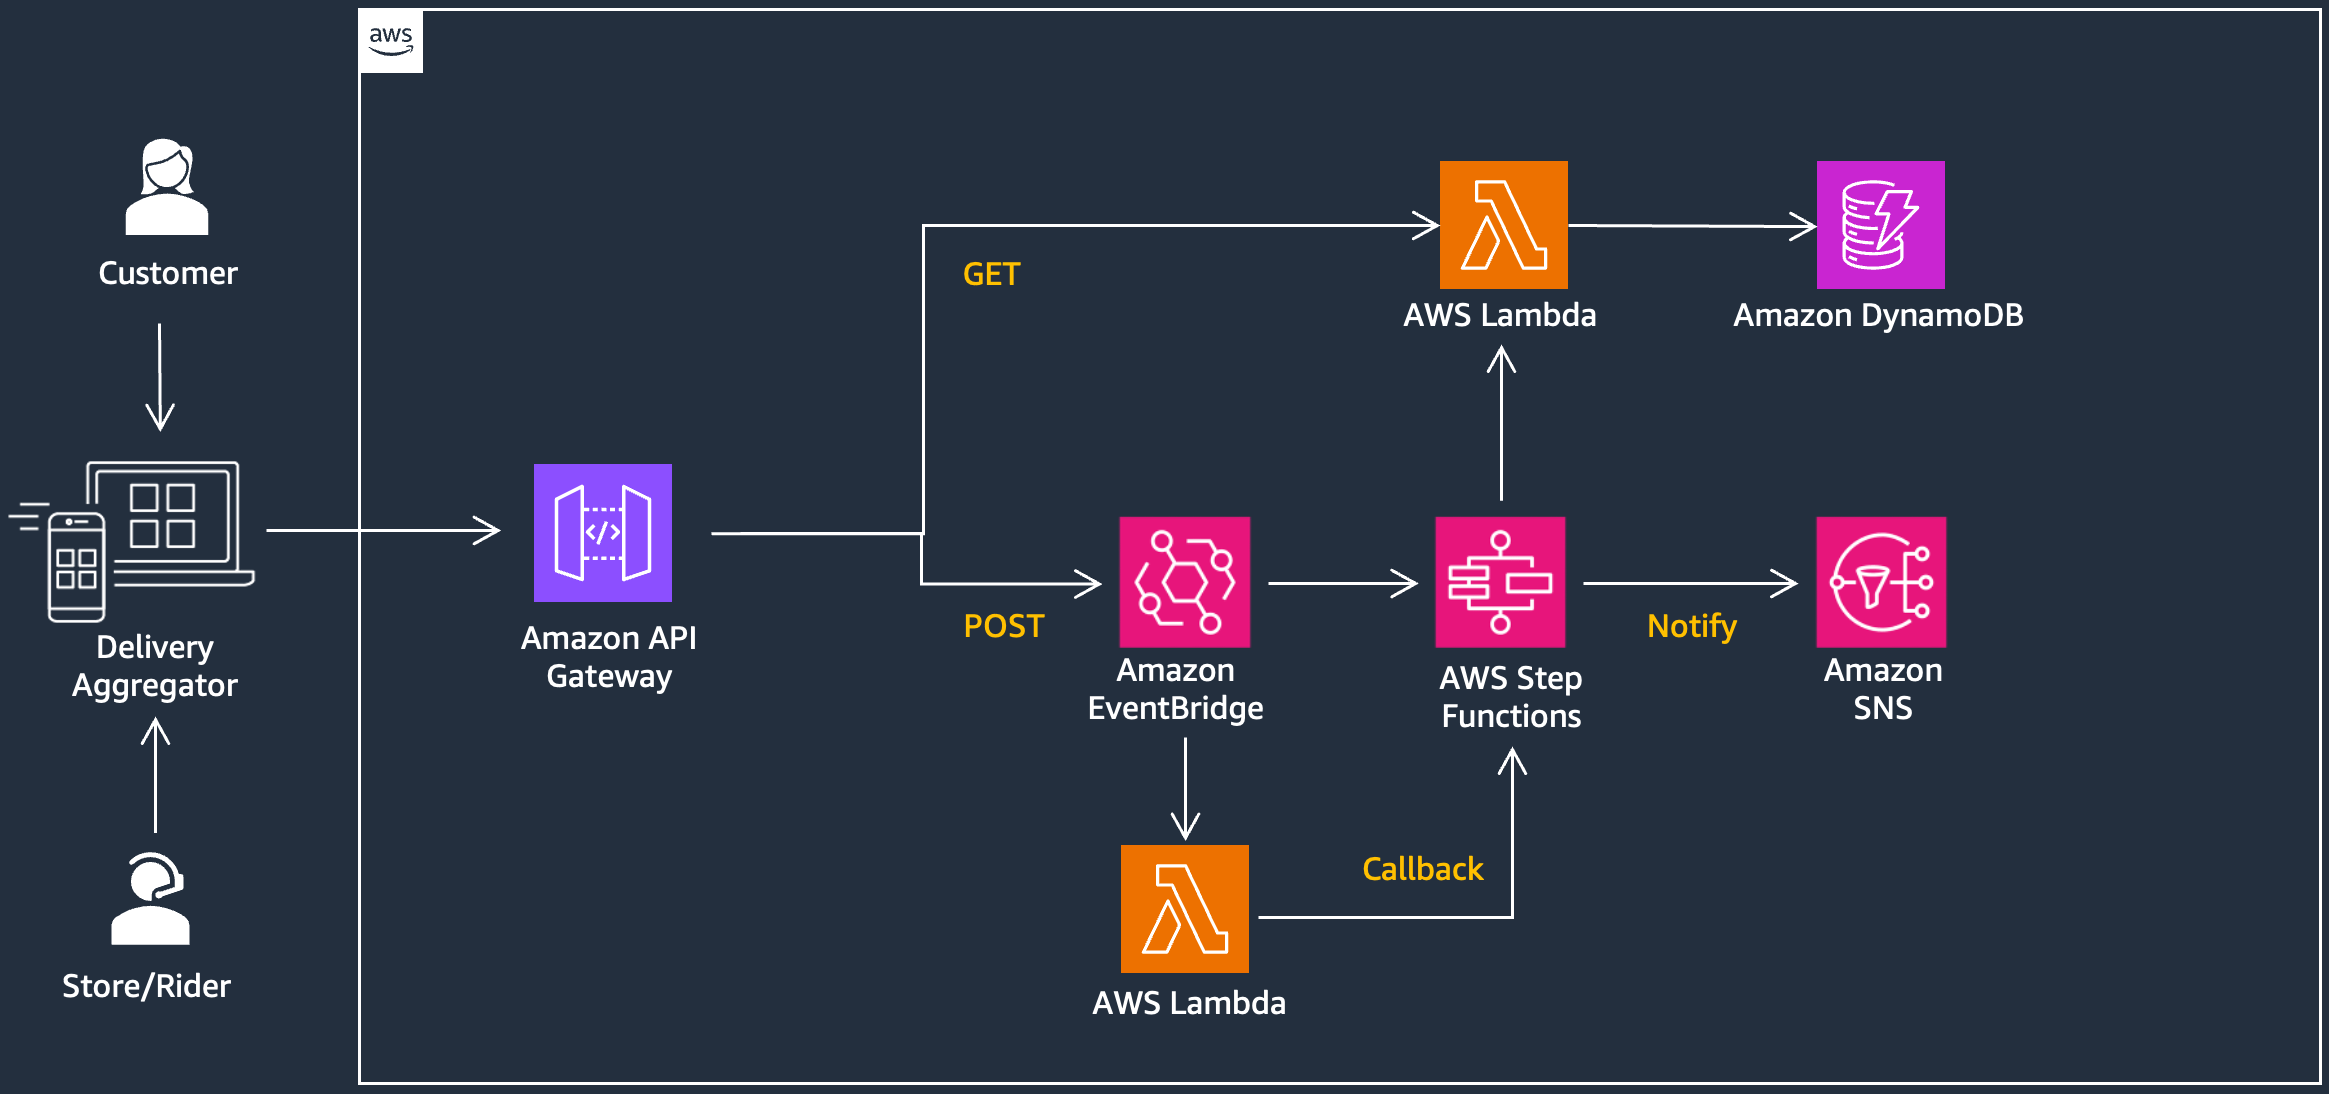 aws
Customer
GET
AWS Lambda
Amazon DynamoDB
Delivery
Aggregator
Amazon API
Gateway
POST
Amazon
EventBridge
AWS Step
Functions
Notify
Amazon
SNS
Callback
Store/Rider
AWS Lambda